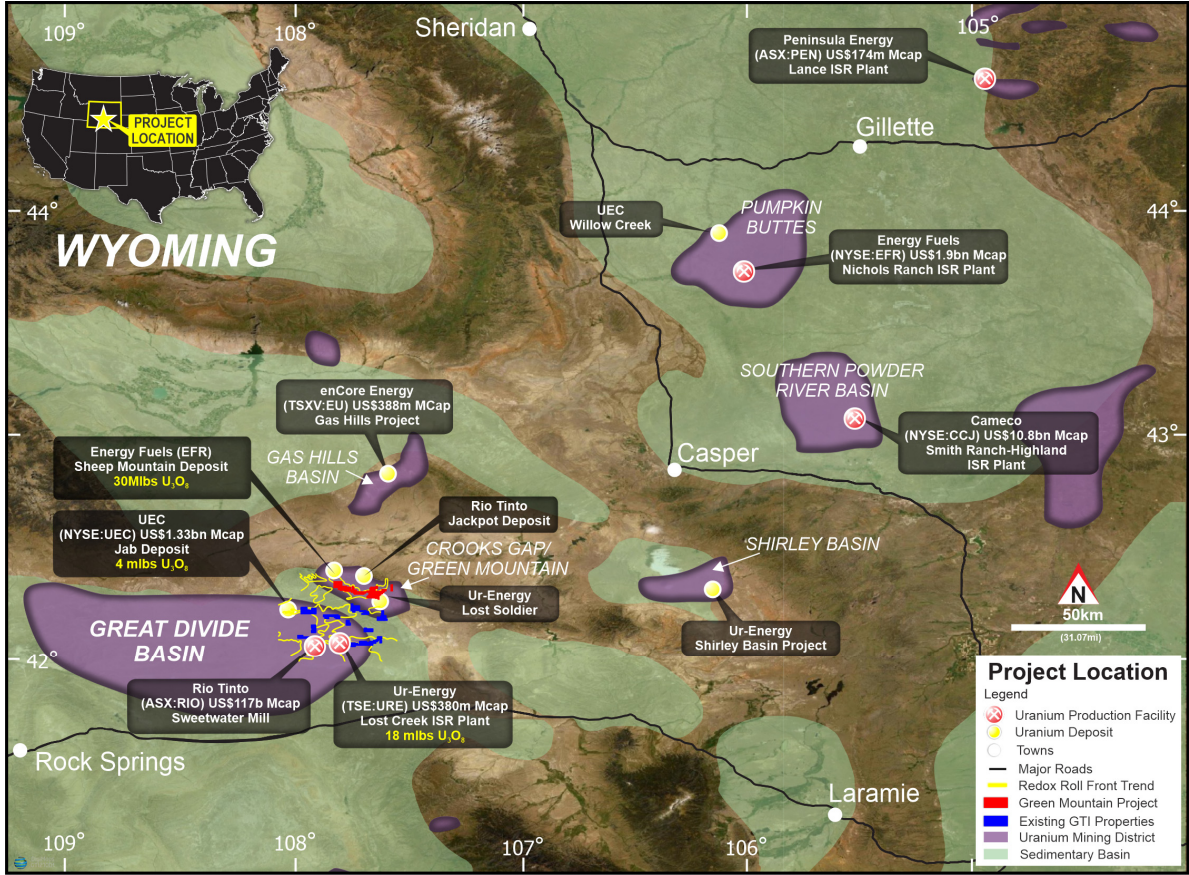 109°
108°
Sheridan
105°
Peninsula Energy
(ASX:PEN) US$174m Mcap
Lance ISR Plant
PROJECT
LOCATION
Gillette
44°
44°
WYOMING
UEC
Willow Creek
PUMPKIN
BUTTES
Energy Fuels
(NYSE:EFR) US$1.9bn Mcap
Nichols Ranch ISR Plant
SOUTHERN POWDER
RIVER BASIN
enCore Energy
(TSXV:EU) US$388m MCap
Gas Hills Project
Cameco
(NYSE:CCJ) US$10.8bn Mcap
Smith Ranch-Highland
ISR Plant
43°
Energy Fuels (EFR)
Sheep Mountain Deposit
30Mlbs U₃O₈
GAS HILLS
BASIN
Casper
UEC
(NYSE:UEC) US$1.33bn Mcap
Jab Deposit
4 mlbs U₃O₈
Rio Tinto
Jackpot Deposit
CROOKS GAP/
GREEN MOUNTAIN
SHIRLEY BASIN
Ur-Energy
Lost Soldier
N
50km
(31.07mi)
GREAT DIVIDE
BASIN
Ur-Energy
Shirley Basin Project
42°
42°
Rio Tinto
(ASX:RIO) US$117b Mcap
Sweetwater Mill
Ur-Energy
(TSE:URE) US$380m Mcap
Lost Creek ISR Plant
18 mlbs U₃O₈
Rock Springs
Laramie
Project Location
Legend
Uranium Production Facility
Uranium Deposit
Towns
Major Roads
Redox Roll Front Trend
Green Mountain Project
Existing GTI Properties
Uranium Mining District
Sedimentary Basin
109°
108°
107°
106°